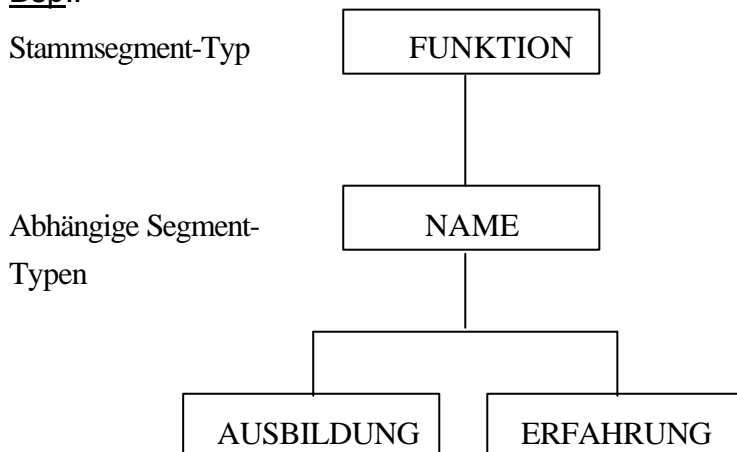 Bsp.:
Stammsegment-Typ FUNKTION
Abhängige Segment- NAME
Typen
AUSBILDUNG ERFAHRUNG